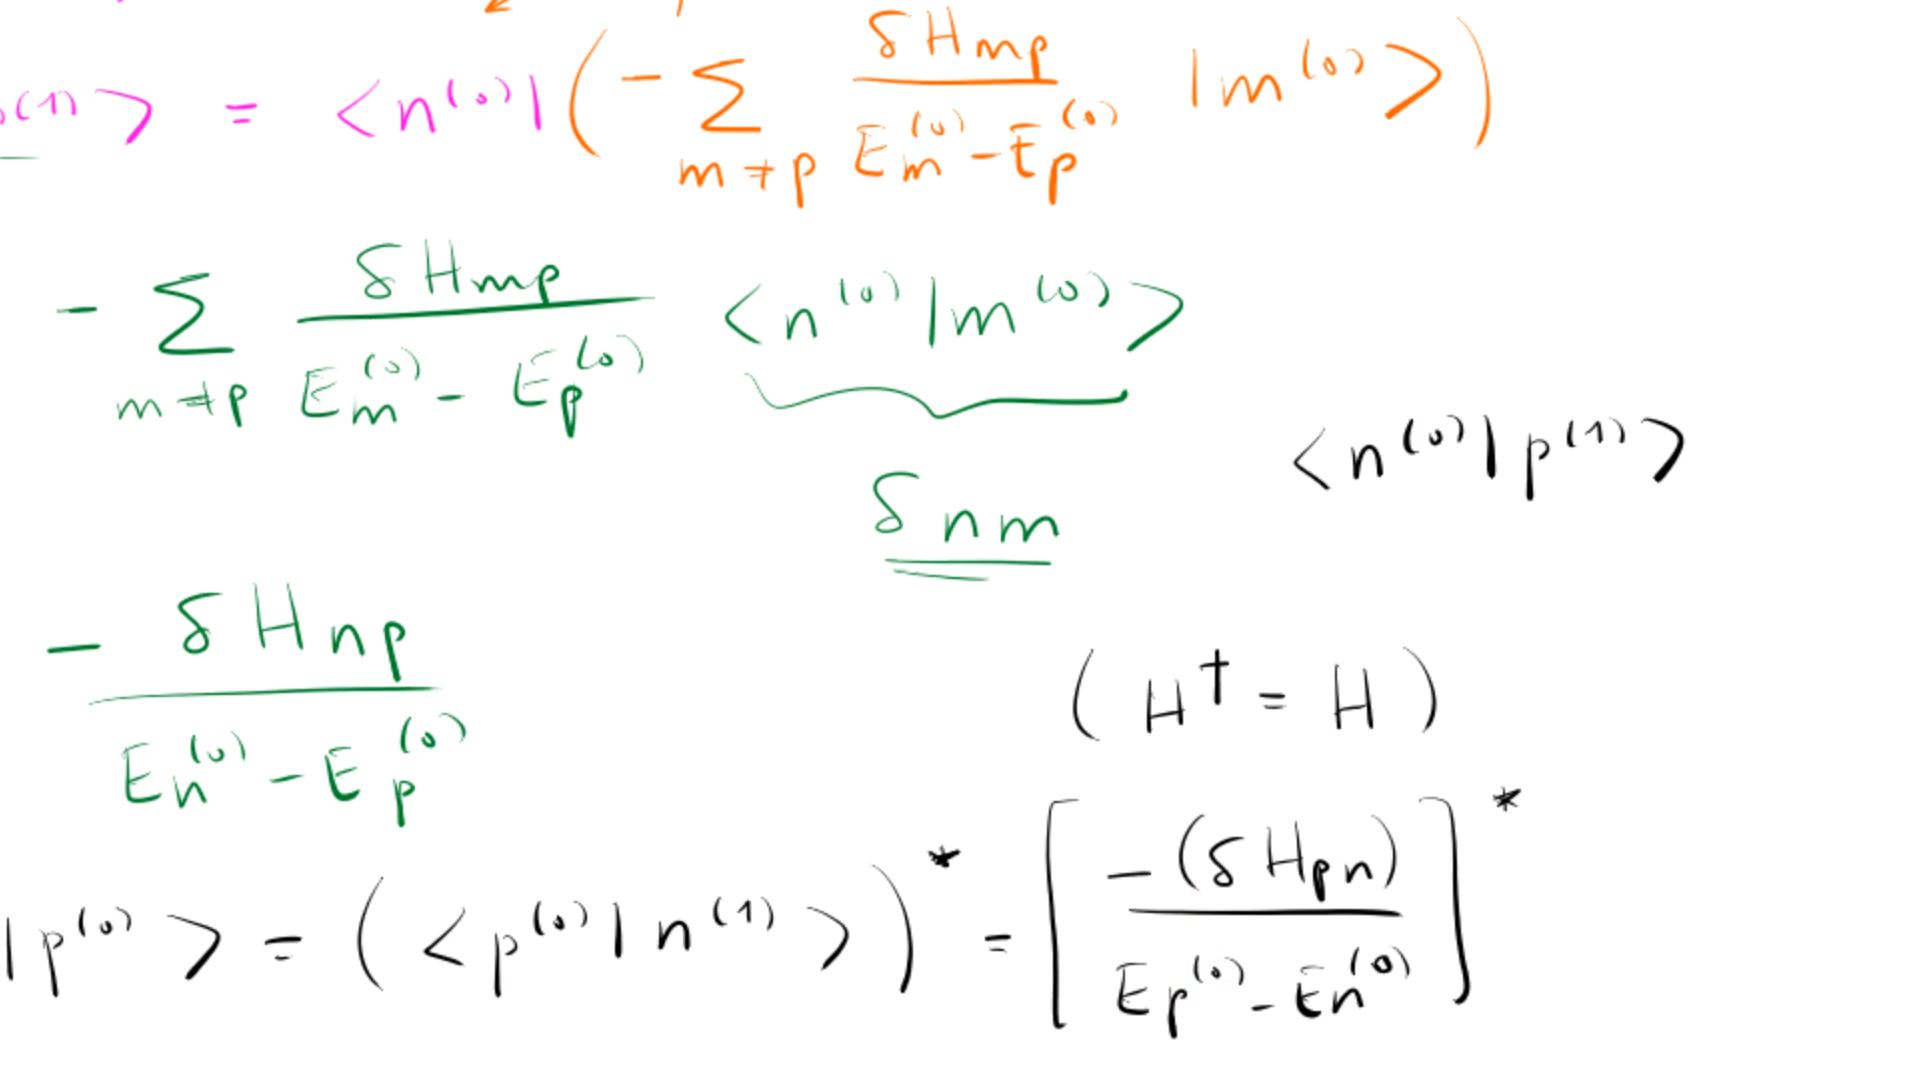 (1) > = <n^(0)| ( - Σ_{m≠p} δH_mp / (E_m^(0) - E_p^(0)) |m^(0)> )
- Σ_{m≠p} δH_mp / (E_m^(0) - E_p^(0)) <n^(0)|m^(0)>
<n^(0)|p^(1)>
δ_nm
- δH_np / (E_n^(0) - E_p^(0))
(H^† = H)
|p^(0)> = (<p^(0)|n^(1)>)^* = [ -(δH_pn) / (E_p^(0) - E_n^(0)) ]^*